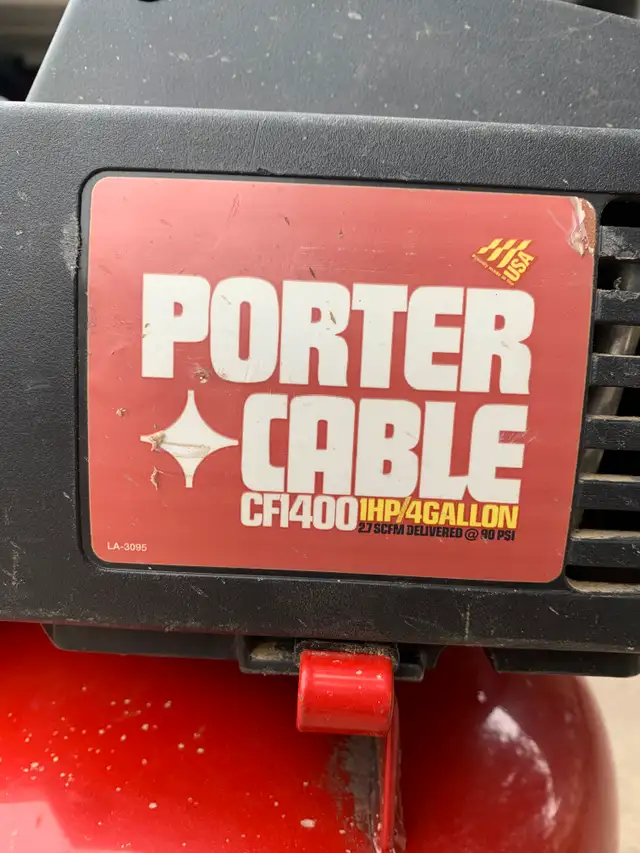 USA
PORTER
CABLE
CF1400 1HP/4GALLON
2.7 SCFM DELIVERED @ 90 PSI
LA-3095